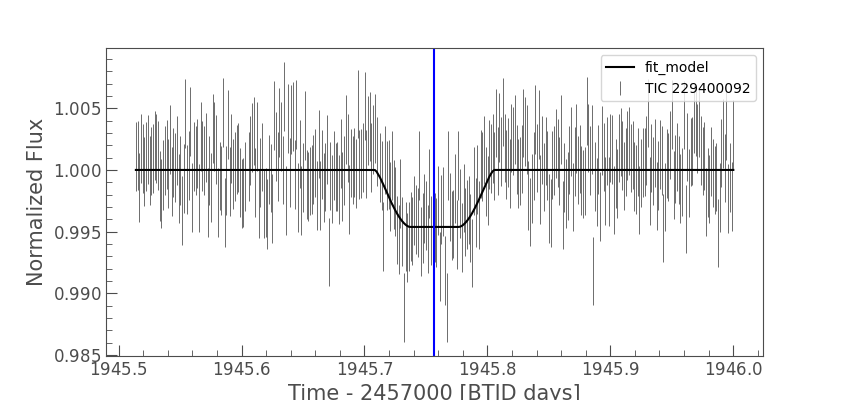 fit_model
TIC 229400092
1.005
1.000
0.995
0.990
0.985
Normalized Flux
1945.5 1945.6 1945.7 1945.8 1945.9 1946.0
Time - 2457000 [BTJD days]